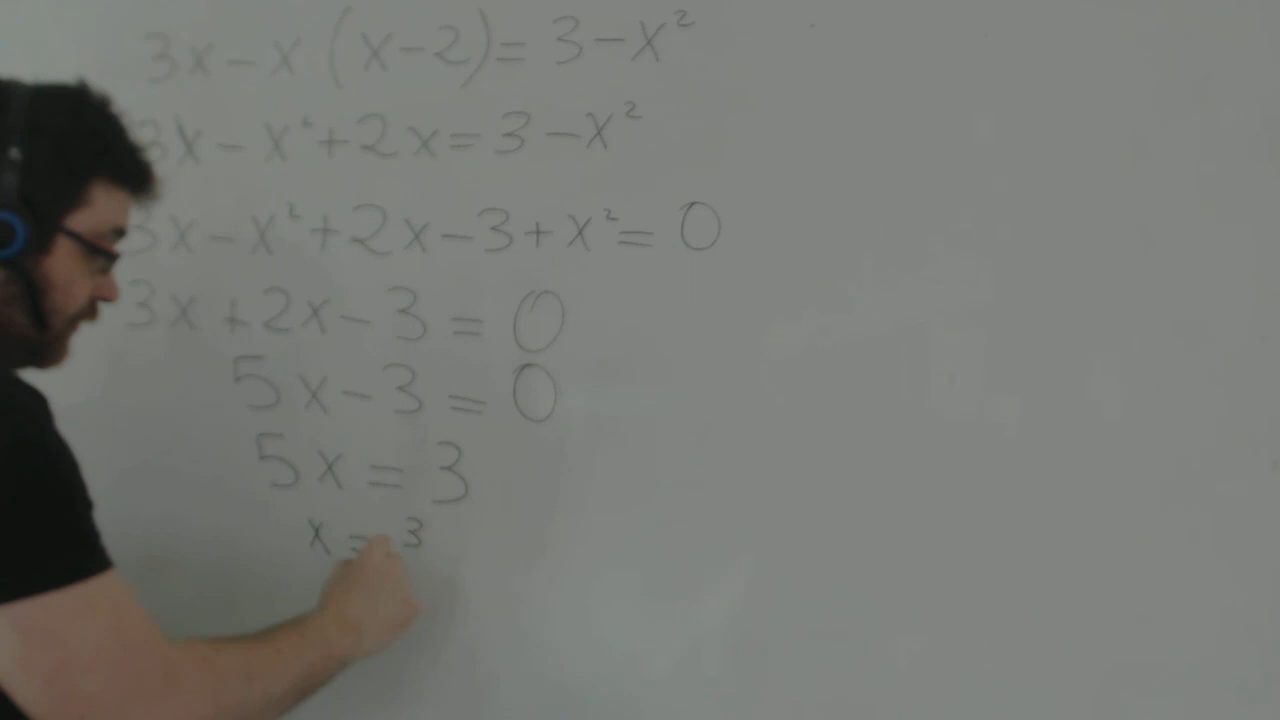 3x-x(x-2)=3-x²
3x-x²+2x=3-x²
3x-x²+2x-3+x²=0
3x+2x-3=0
5x-3=0
5x=3
x=3